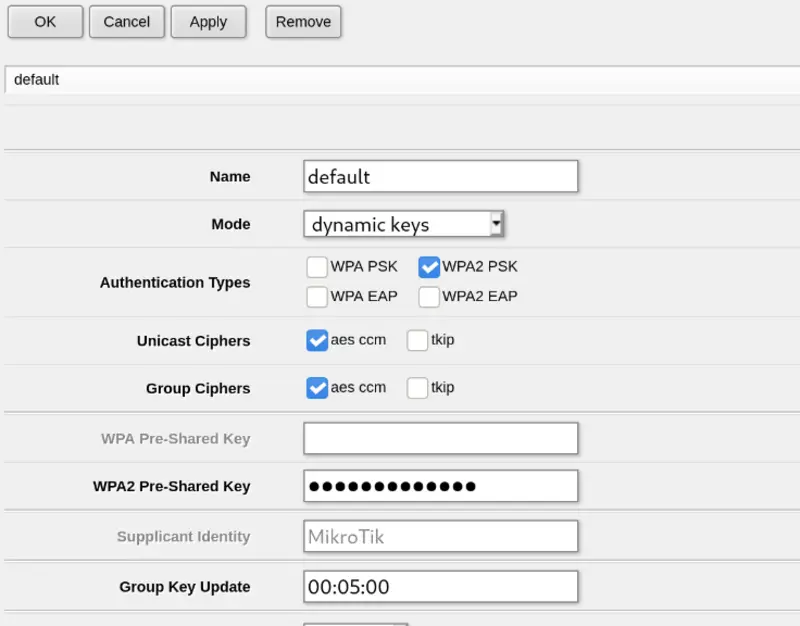 OK Cancel Apply Remove
default
Name default
Mode dynamic keys
Authentication Types WPA PSK WPA2 PSK
WPA EAP WPA2 EAP
Unicast Ciphers aes ccm tkip
Group Ciphers aes ccm tkip
WPA Pre-Shared Key
WPA2 Pre-Shared Key ●●●●●●●●●●●●●
Supplicant Identity MikroTik
Group Key Update 00:05:00